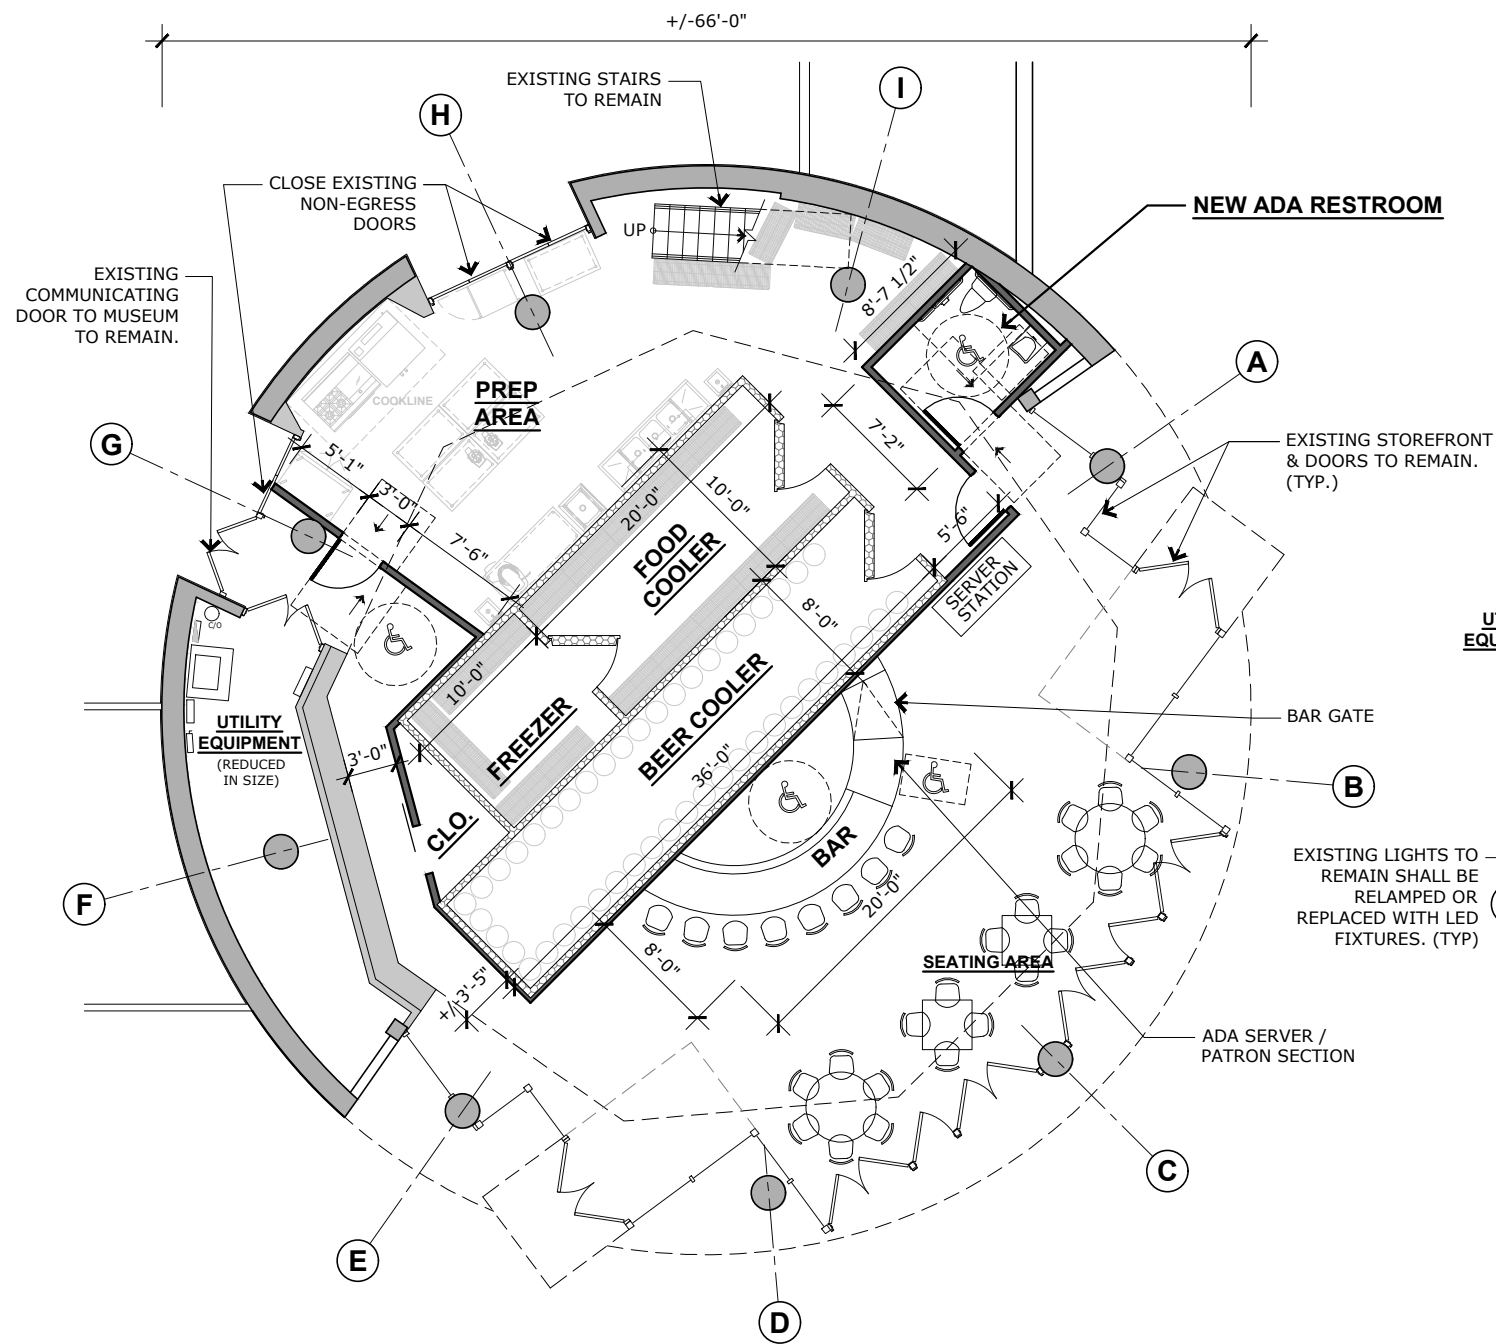 +/-66'-0"
EXISTING STAIRS
TO REMAIN
I
H
CLOSE EXISTING
NON-EGRESS
DOORS
UP
NEW ADA RESTROOM
EXISTING
COMMUNICATING
DOOR TO MUSEUM
TO REMAIN.
8'-7 1/2"
A
PREP
AREA
COOKLINE
G
5'-1"
3'-0"
7'-6"
7'-2"
EXISTING STOREFRONT
& DOORS TO REMAIN.
(TYP.)
20'-0"
10'-0"
FOOD
COOLER
5'-6"
SERVER
STATION
8'-0"
c/o
10'-0"
FREEZER
BEER COOLER
36'-0"
UTILITY
EQUIPMENT
(REDUCED
IN SIZE)
3'-0"
CLO.
BAR GATE
B
BAR
20'-0"
F
EXISTING LIGHTS TO
REMAIN SHALL BE
RELAMPED OR
REPLACED WITH LED
FIXTURES. (TYP)
SEATING AREA
8'-0"
+/-3'-5"
ADA SERVER /
PATRON SECTION
C
E
D
U
EQU